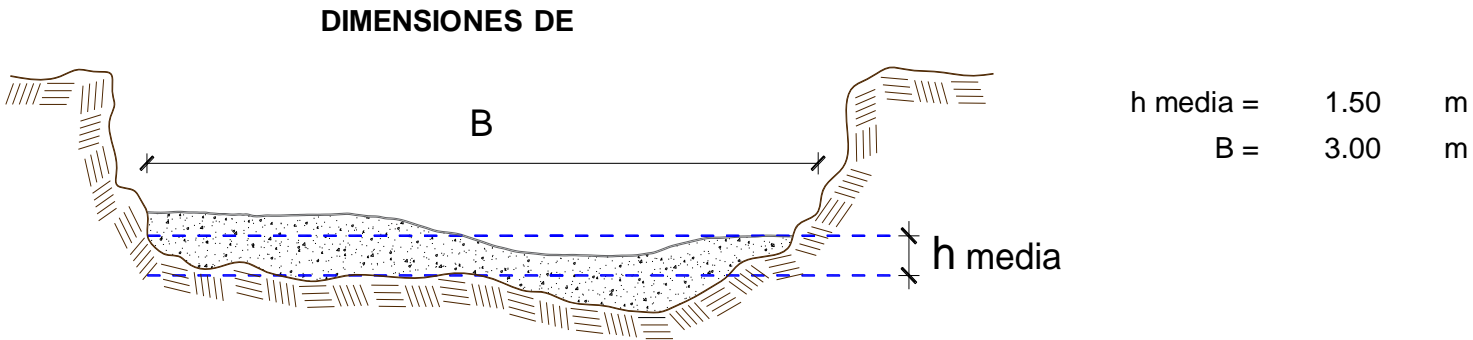 DIMENSIONES DE
B
h media = 1.50 m
B = 3.00 m
h media